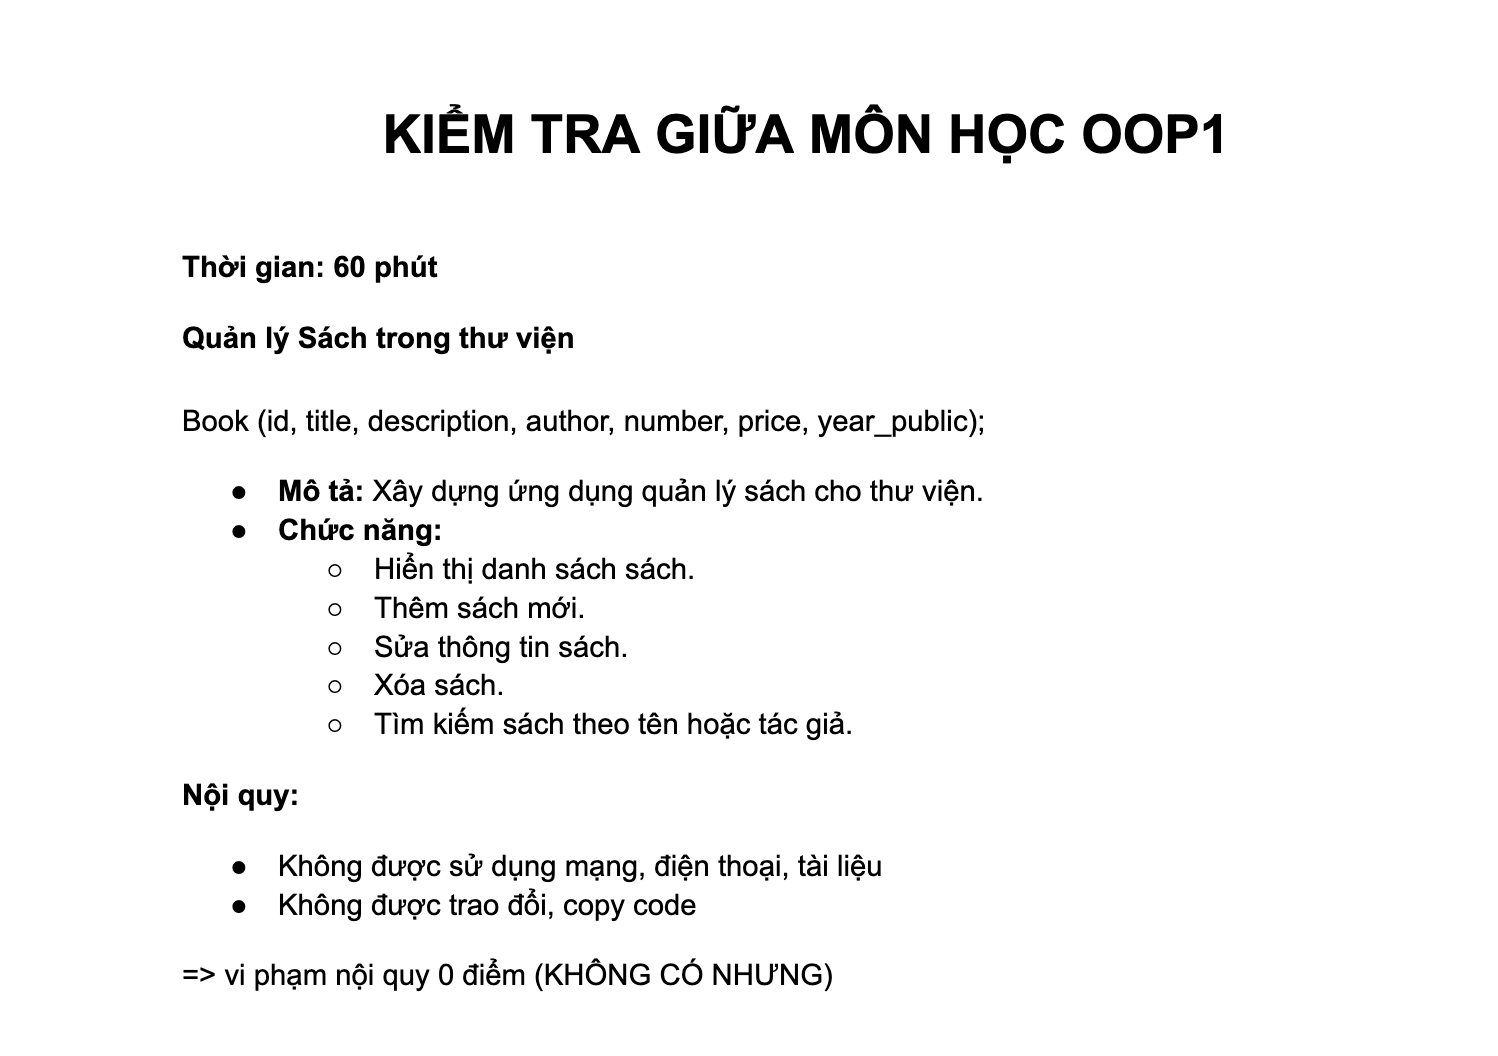 KIỂM TRA GIỮA MÔN HỌC OOP1
Thời gian: 60 phút
Quản lý Sách trong thư viện
Book (id, title, description, author, number, price, year_public);
● Mô tả: Xây dựng ứng dụng quản lý sách cho thư viện.
● Chức năng:
○ Hiển thị danh sách sách.
○ Thêm sách mới.
○ Sửa thông tin sách.
○ Xóa sách.
○ Tìm kiếm sách theo tên hoặc tác giả.
Nội quy:
● Không được sử dụng mạng, điện thoại, tài liệu
● Không được trao đổi, copy code
=> vi phạm nội quy 0 điểm (KHÔNG CÓ NHƯNG)